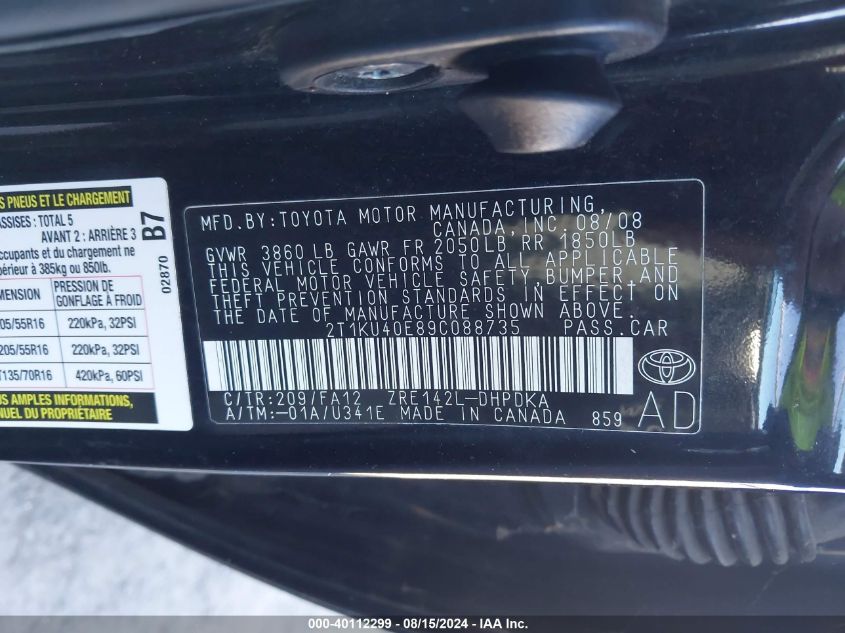 S PNEUS ET LE CHARGEMENT
ASSISES: TOTAL 5
AVANT 2 : ARRIÈRE 3
B7
occupants et du chargement ne
périeur à 385kg ou 850lb.
02870
MENSION
PRESSION DE
GONFLAGE À FROID
05/55R16
220kPa, 32PSI
205/55R16
220kPa, 32PSI
T135/70R16
420kPa, 60PSI
US AMPLES INFORMATIONS,
NUEL DU PROPRIÉTAIRE.
MFD. BY:TOYOTA MOTOR MANUFACTURING,
CANADA, INC. 08/08
GVWR 3860 LB GAWR FR 2050LB RR 1850LB
THIS VEHICLE CONFORMS TO ALL APPLICABLE
FEDERAL MOTOR VEHICLE SAFETY, BUMPER, AND
THEFT PREVENTION STANDARDS IN EFFECT ON
THE DATE OF MANUFACTURE SHOWN ABOVE.
2T1KU40E89C088735 PASS.CAR
C/TR:209/FA12 ZRE142L-DHPDKA
A/TM:-01A/U341E MADE IN CANADA 859
TOYOTA
AD
000-40112299 - 08/15/2024 - IAA Inc.